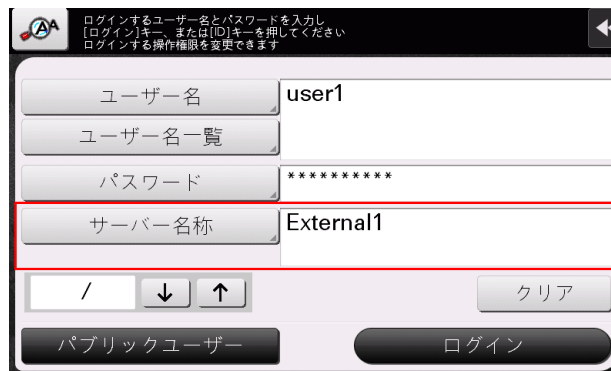 ログインするユーザー名とパスワードを入力し
[ログイン]キー、または[ID]キーを押してください
ログインする操作権限を変更できます
ユーザー名
user1
ユーザー名一覧
パスワード
**********
サーバー名称
External1
/ ↓ ↑
クリア
パブリックユーザー
ログイン